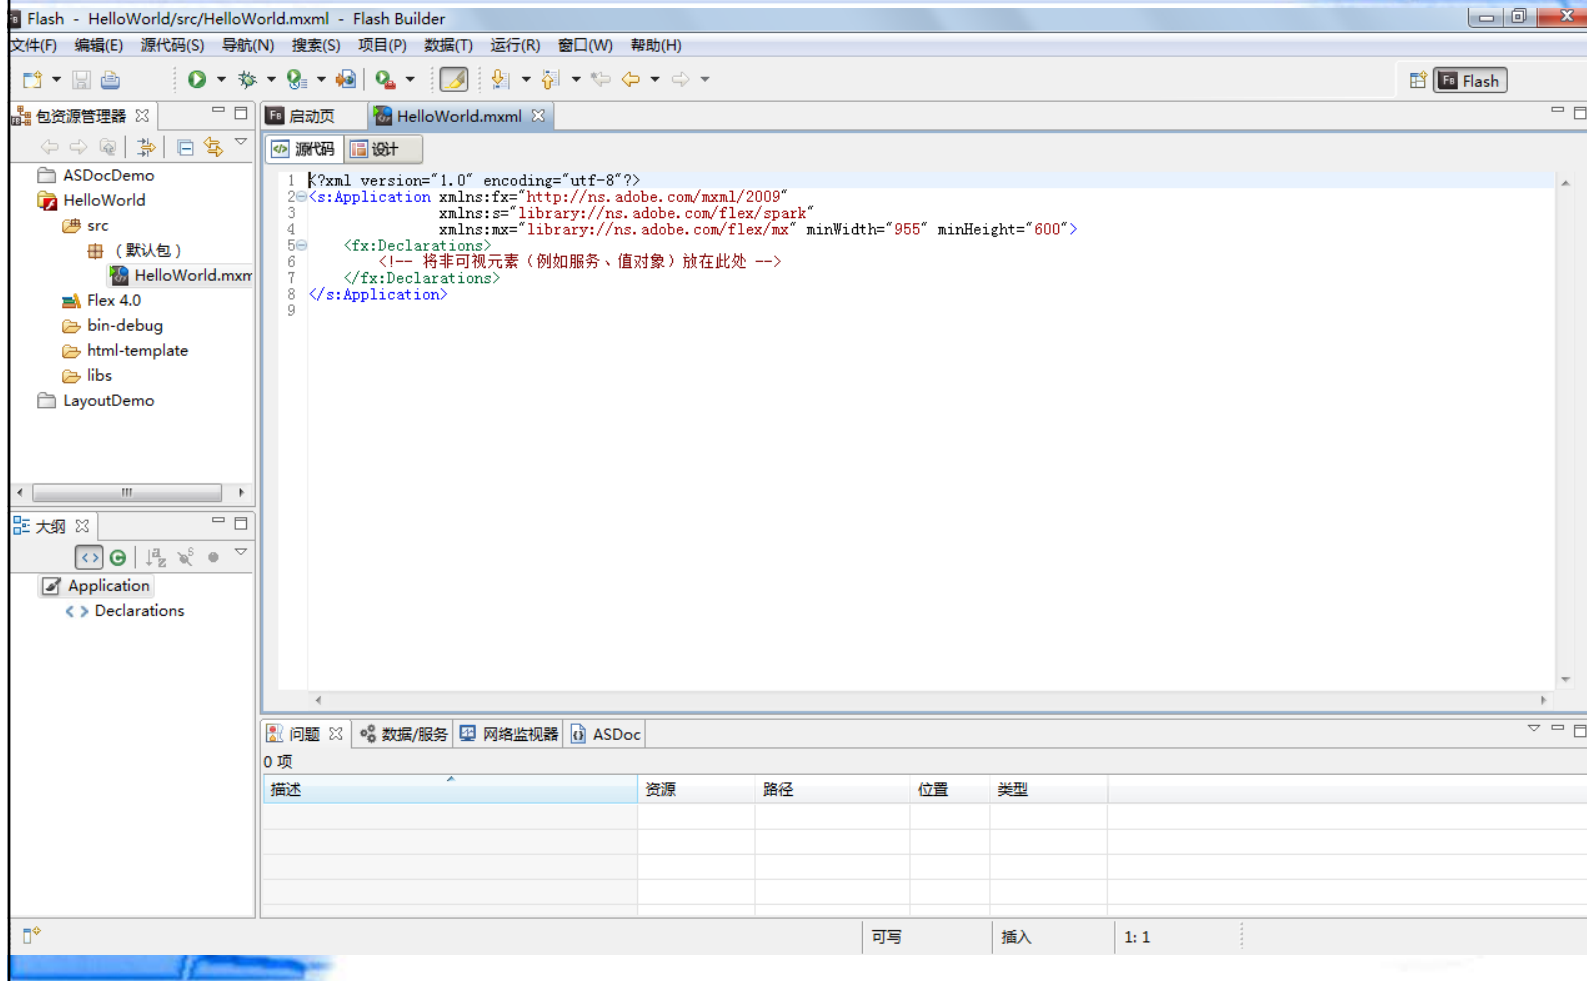 Flash - HelloWorld/src/HelloWorld.mxml - Flash Builder
文件(F) 编辑(E) 源代码(S) 导航(N) 搜索(S) 项目(P) 数据(T) 运行(R) 窗口(W) 帮助(H)
Flash
包资源管理器
ASDocDemo
HelloWorld
src
（默认包）
HelloWorld.mxm
Flex 4.0
bin-debug
html-template
libs
LayoutDemo
大纲
Application
Declarations
启动页 HelloWorld.mxml
源代码 设计
1 <?xml version="1.0" encoding="utf-8"?>
2 <s:Application xmlns:fx="http://ns.adobe.com/mxml/2009"
3 xmlns:s="library://ns.adobe.com/flex/spark"
4 xmlns:mx="library://ns.adobe.com/flex/mx" minWidth="955" minHeight="600">
5 <fx:Declarations>
6 <!-- 将非可视元素（例如服务、值对象）放在此处 -->
7 </fx:Declarations>
8 </s:Application>
9
问题 数据/服务 网络监视器 ASDoc
0 项
描述 资源 路径 位置 类型
可写 插入 1: 1